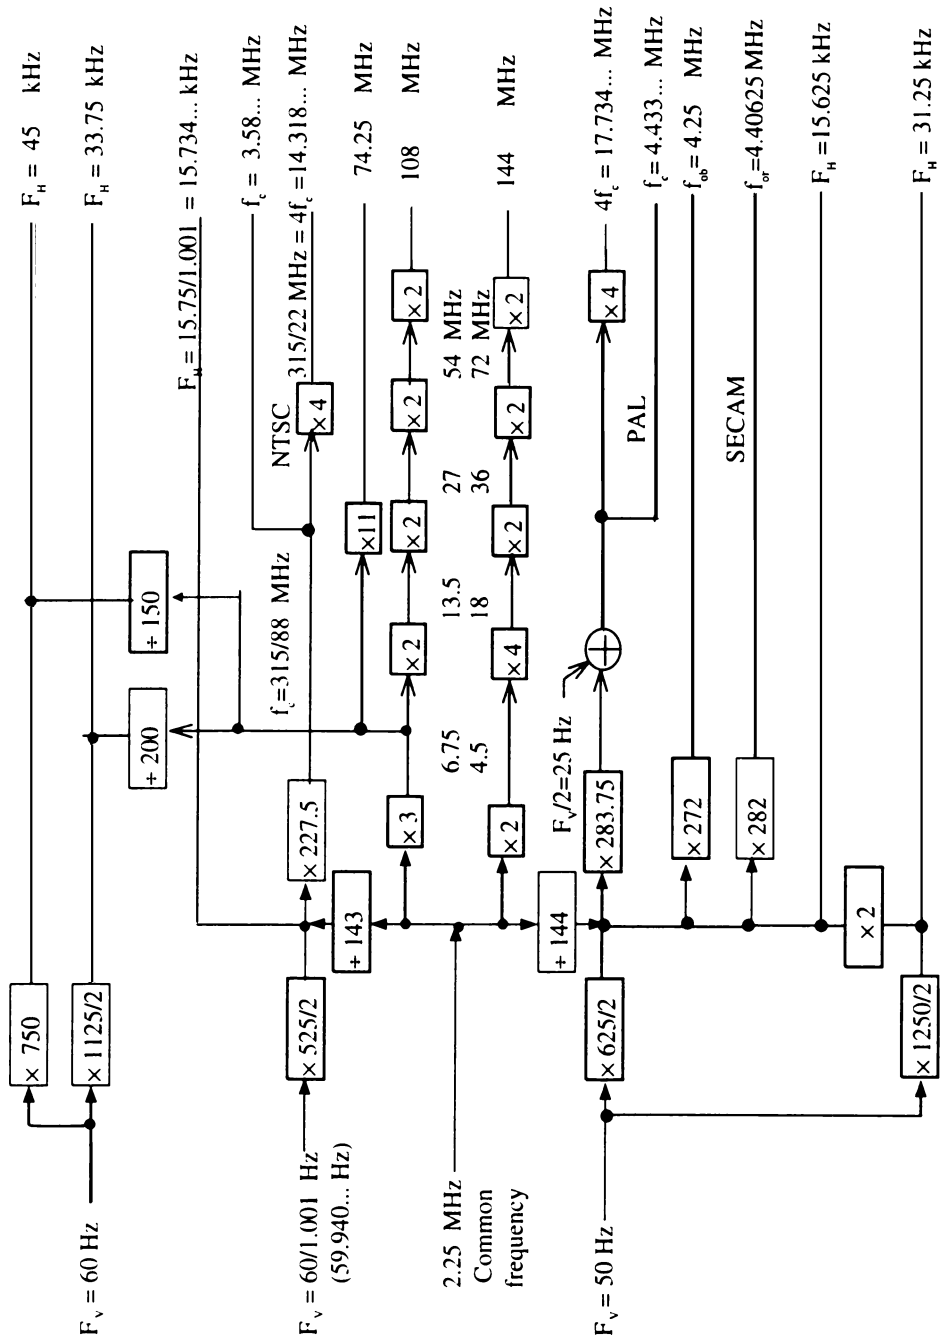 F_v = 60 Hz
× 750
÷ 150
F_H = 45 kHz
× 1125/2
÷ 200
F_H = 33.75 kHz
F_H = 15.75/1.001 = 15.734... kHz
f_c = 3.58... MHz
F_v = 60/1.001 Hz
(59.940... Hz)
× 525/2
× 227.5
f_c=315/88 MHz
NTSC
× 4
315/22 MHz = 4f_c = 14.318... MHz
÷ 143
×11
74.25 MHz
× 3
× 2
× 2
× 2
× 2
108 MHz
6.75 13.5 27 54 MHz
4.5 18 36 72 MHz
2.25 MHz
Common
frequency
× 2
× 4
× 2
× 2
× 2
144 MHz
÷ 144
F_v/2=25 Hz
F_v = 50 Hz
× 625/2
× 283.75
+
× 4
4f_c = 17.734... MHz
PAL
f_c = 4.433... MHz
× 272
f_ob = 4.25 MHz
SECAM
× 282
f_or=4.40625 MHz
F_H =15.625 kHz
× 2
× 1250/2
F_H = 31.25 kHz